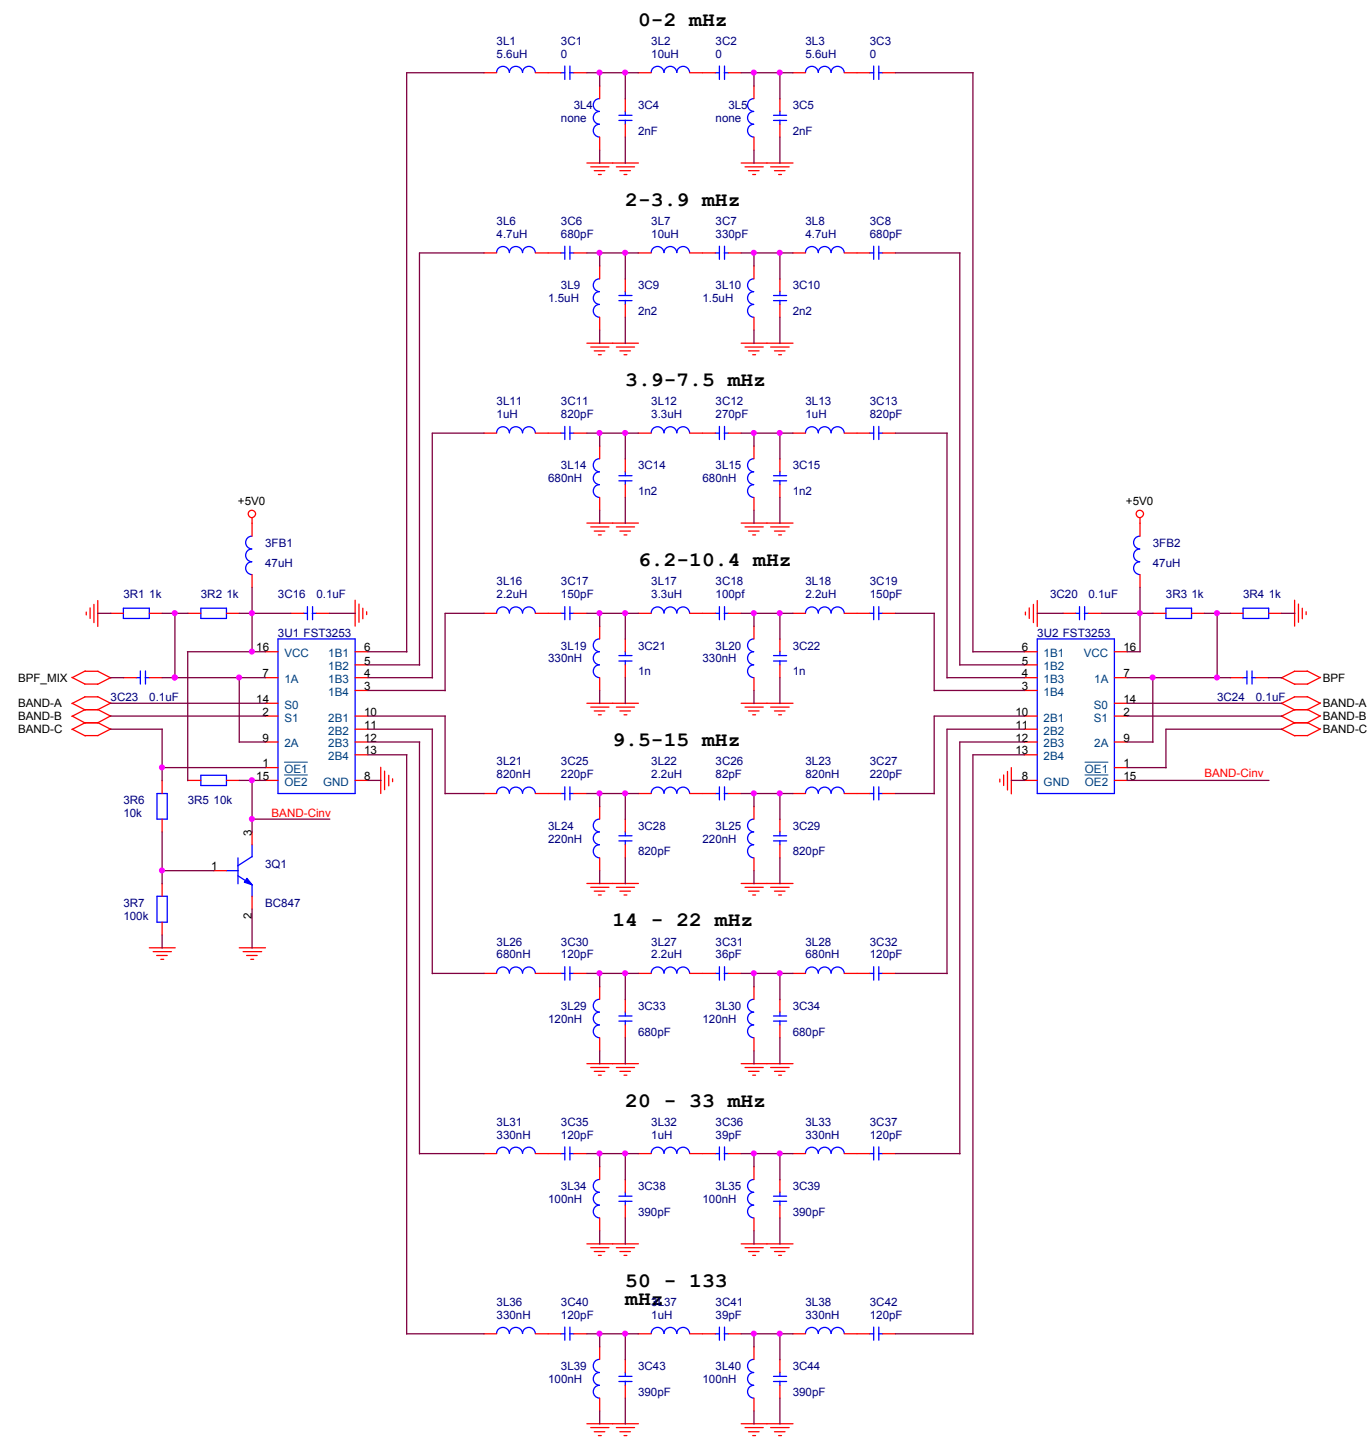 0-2 mHz
3L1 3C1 3L2 3C2 3L3 3C3
5.6uH 0 10uH 0 5.6uH 0
3L4 3C4 3L5 3C5
none 2nF none 2nF
2-3.9 mHz
3L6 3C6 3L7 3C7 3L8 3C8
4.7uH 680pF 10uH 330pF 4.7uH 680pF
3L9 3C9 3L10 3C10
1.5uH 2n2 1.5uH 2n2
3.9-7.5 mHz
3L11 3C11 3L12 3C12 3L13 3C13
1uH 820pF 3.3uH 270pF 1uH 820pF
3L14 3C14 3L15 3C15
680nH 1n2 680nH 1n2
+5V0 +5V0
3FB1 3FB2
47uH 47uH
6.2-10.4 mHz
3L16 3C17 3L17 3C18 3L18 3C19
2.2uH 150pF 3.3uH 100pf 2.2uH 150pF
3R1 1k 3R2 1k 3C16 0.1uF 3C20 0.1uF 3R3 1k 3R4 1k
3U1 FST3253 3U2 FST3253
3L19 3C21 3L20 3C22
330nH 1n 330nH 1n
16 VCC 1B1 6 6 1B1 VCC 16
1B2 5 5 1B2
BPF_MIX 7 1A 1B3 4 4 1B3 1A 7 BPF
1B4 3 3 1B4
BAND-A 3C23 0.1uF 14 S0 S0 14 3C24 0.1uF BAND-A
BAND-B 2 S1 2B1 10 10 2B1 S1 2 BAND-B
BAND-C 2B2 11 11 2B2 BAND-C
9 2A 2B3 12 12 2B3 2A 9
2B4 13 13 2B4
1 OE1 OE1 1
15 OE2 GND 8 8 GND OE2 15 BAND-Cinv
9.5-15 mHz
3L21 3C25 3L22 3C26 3L23 3C27
820nH 220pF 2.2uH 82pF 820nH 220pF
3R6 3R5 10k
10k BAND-Cinv
3L24 3C28 3L25 3C29
220nH 820pF 220nH 820pF
3
1 3Q1
3R7 BC847
100k 2
14 - 22 mHz
3L26 3C30 3L27 3C31 3L28 3C32
680nH 120pF 2.2uH 36pF 680nH 120pF
3L29 3C33 3L30 3C34
120nH 680pF 120nH 680pF
20 - 33 mHz
3L31 3C35 3L32 3C36 3L33 3C37
330nH 120pF 1uH 39pF 330nH 120pF
3L34 3C38 3L35 3C39
100nH 390pF 100nH 390pF
50 - 133
mHz
3L36 3C40 3L37 3C41 3L38 3C42
330nH 120pF 1uH 39pF 330nH 120pF
3L39 3C43 3L40 3C44
100nH 390pF 100nH 390pF